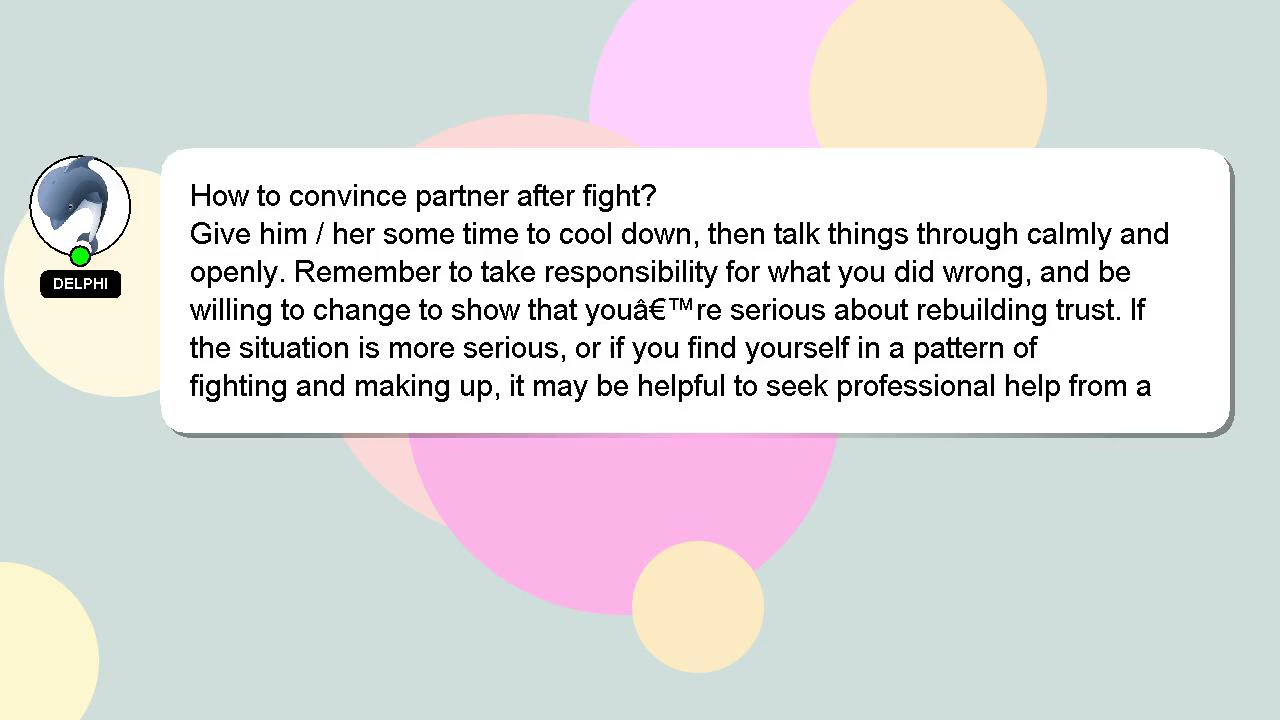 How to convince partner after fight?
Give him / her some time to cool down, then talk things through calmly and
openly. Remember to take responsibility for what you did wrong, and be
willing to change to show that youâ€™re serious about rebuilding trust. If
the situation is more serious, or if you find yourself in a pattern of
fighting and making up, it may be helpful to seek professional help from a
DELPHI